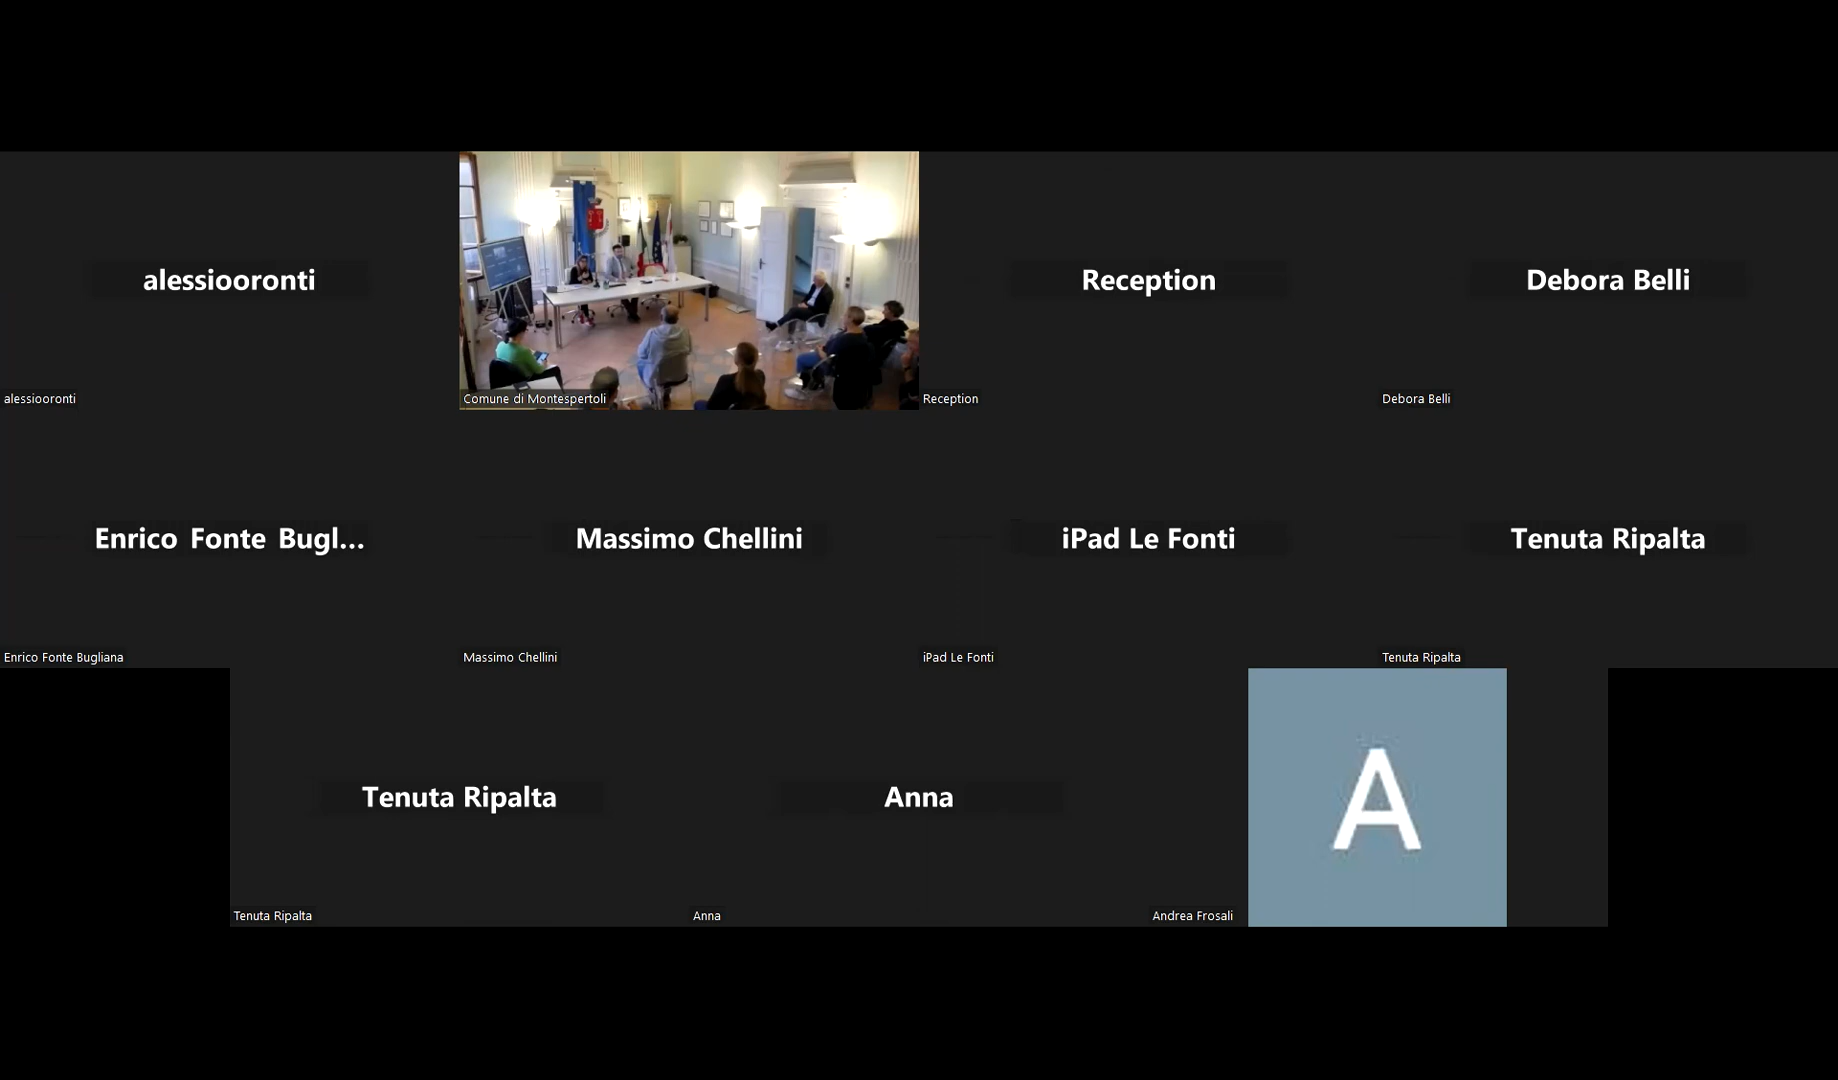 alessiooronti
alessiooronti
Comune di Montespertoli
Reception
Reception
Debora Belli
Debora Belli
Enrico Fonte Bugl...
Enrico Fonte Bugliana
Massimo Chellini
Massimo Chellini
iPad Le Fonti
iPad Le Fonti
Tenuta Ripalta
Tenuta Ripalta
Tenuta Ripalta
Tenuta Ripalta
Anna
Anna
Andrea Frosali
A